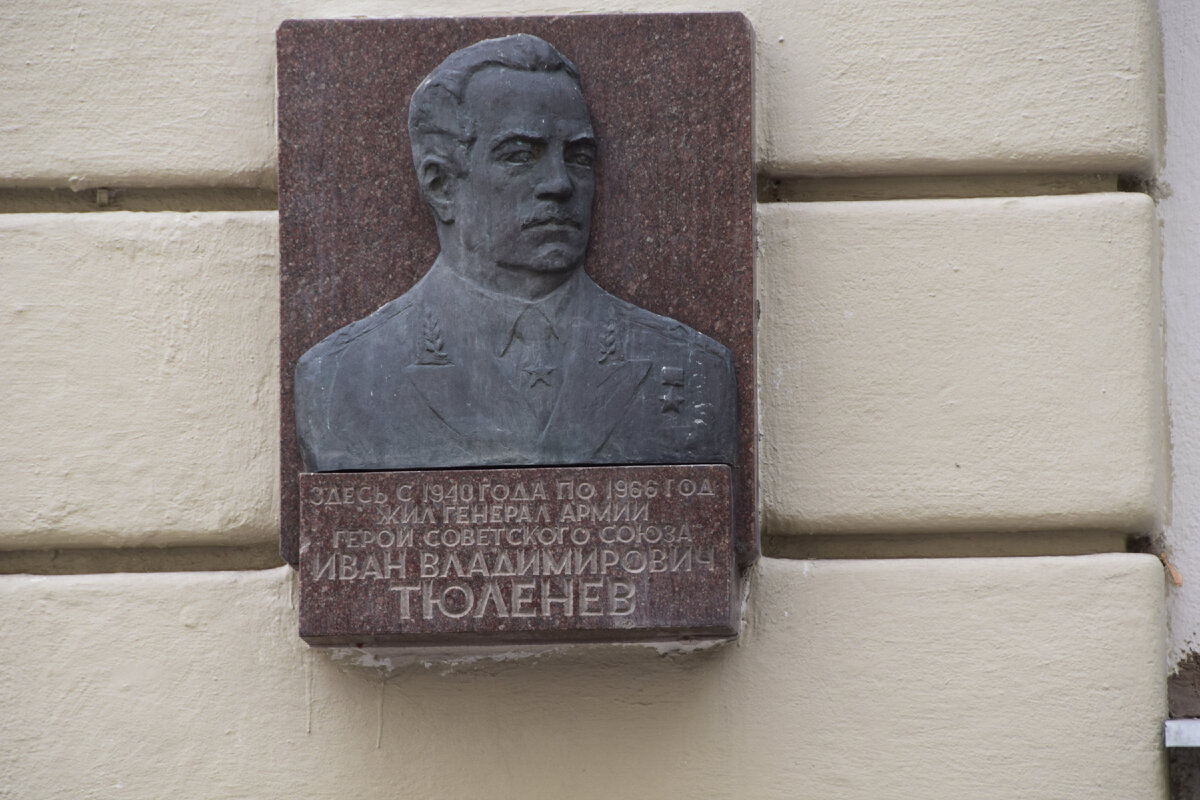 ЗДЕСЬ С 1940 ГОДА ПО 1966 ГОД
ЖИЛ ГЕНЕРАЛ АРМИИ
ГЕРОЙ СОВЕТСКОГО СОЮЗА
ИВАН ВЛАДИМИРОВИЧ
ТЮЛЕНЕВ